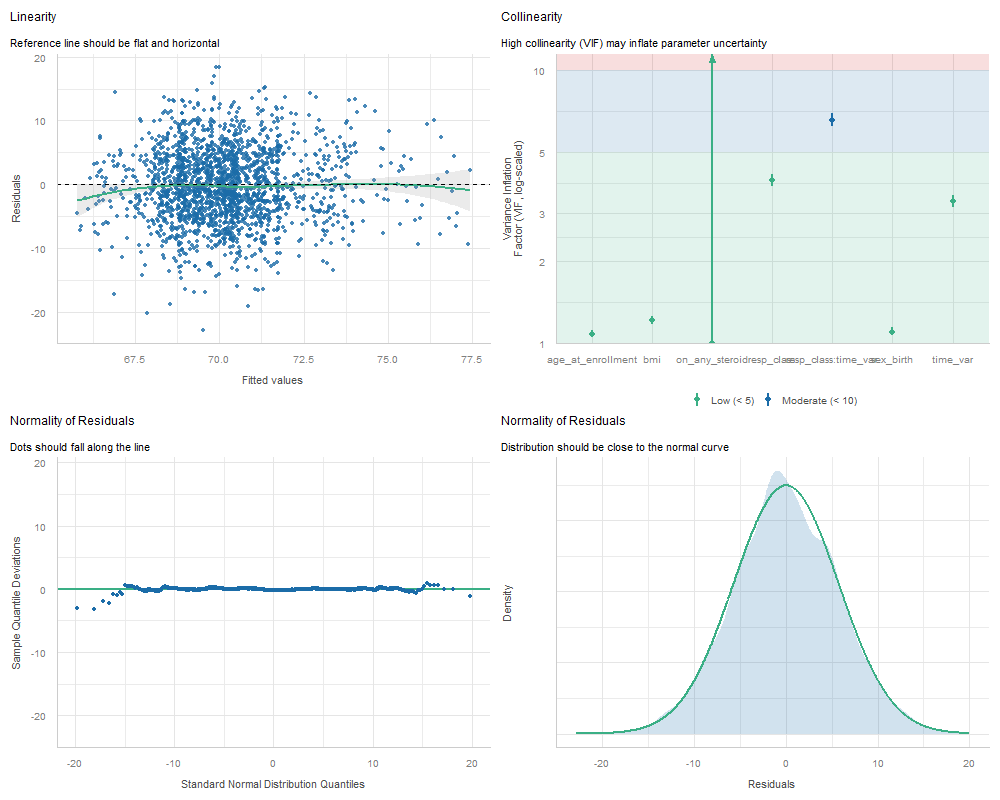 Linearity
Reference line should be flat and horizontal
20
10
0
-10
-20
Residuals
67.5
70.0
72.5
75.0
77.5
Fitted values
Collinearity
High collinearity (VIF) may inflate parameter uncertainty
10
5
3
2
1
Variance Inflation
Factor (VIF, log-scaled)
age_at_enrollment
bmi
on_any_steroid
resp_class
resp_class:time_var
sex_birth
time_var
Low (< 5)
Moderate (< 10)
Normality of Residuals
Dots should fall along the line
20
10
0
-10
-20
Sample Quantile Deviations
-20
-10
0
10
20
Standard Normal Distribution Quantiles
Normality of Residuals
Distribution should be close to the normal curve
Density
-20
-10
0
10
20
Residuals